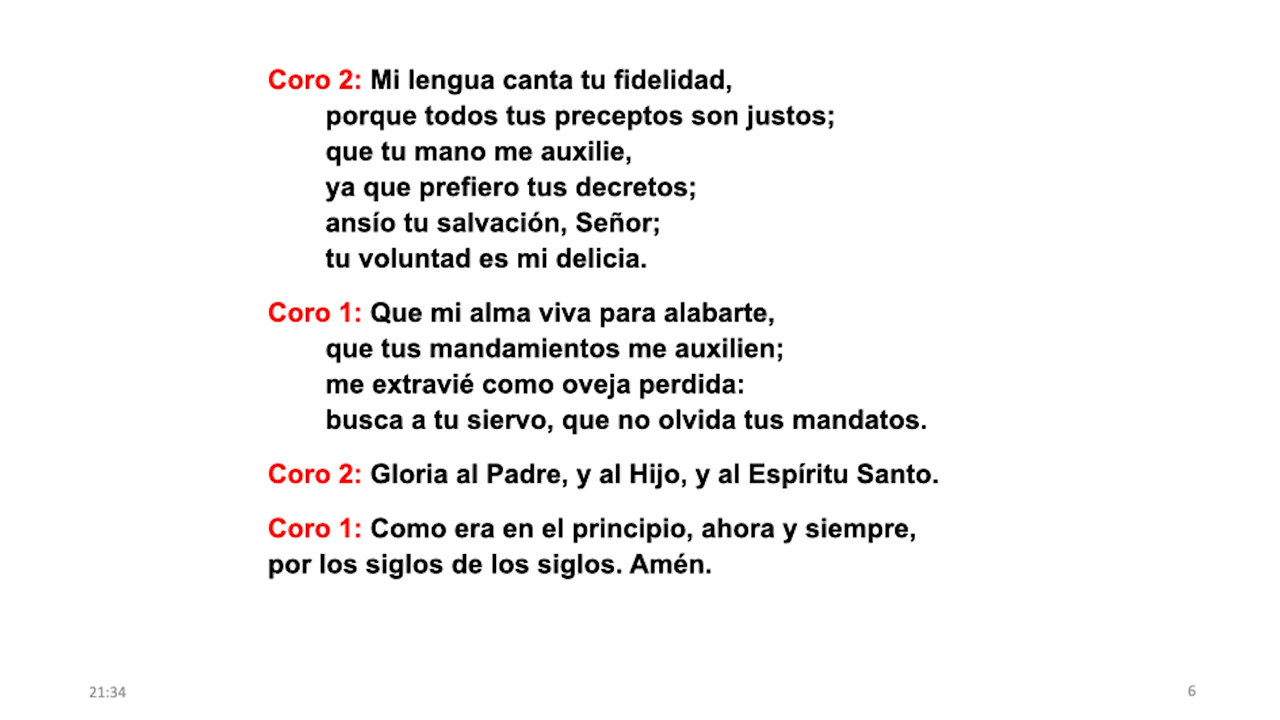 Coro 2: Mi lengua canta tu fidelidad,
porque todos tus preceptos son justos;
que tu mano me auxilie,
ya que prefiero tus decretos;
ansío tu salvación, Señor;
tu voluntad es mi delicia.
Coro 1: Que mi alma viva para alabarte,
que tus mandamientos me auxilien;
me extravié como oveja perdida:
busca a tu siervo, que no olvida tus mandatos.
Coro 2: Gloria al Padre, y al Hijo, y al Espíritu Santo.
Coro 1: Como era en el principio, ahora y siempre,
por los siglos de los siglos. Amén.
21:34
6